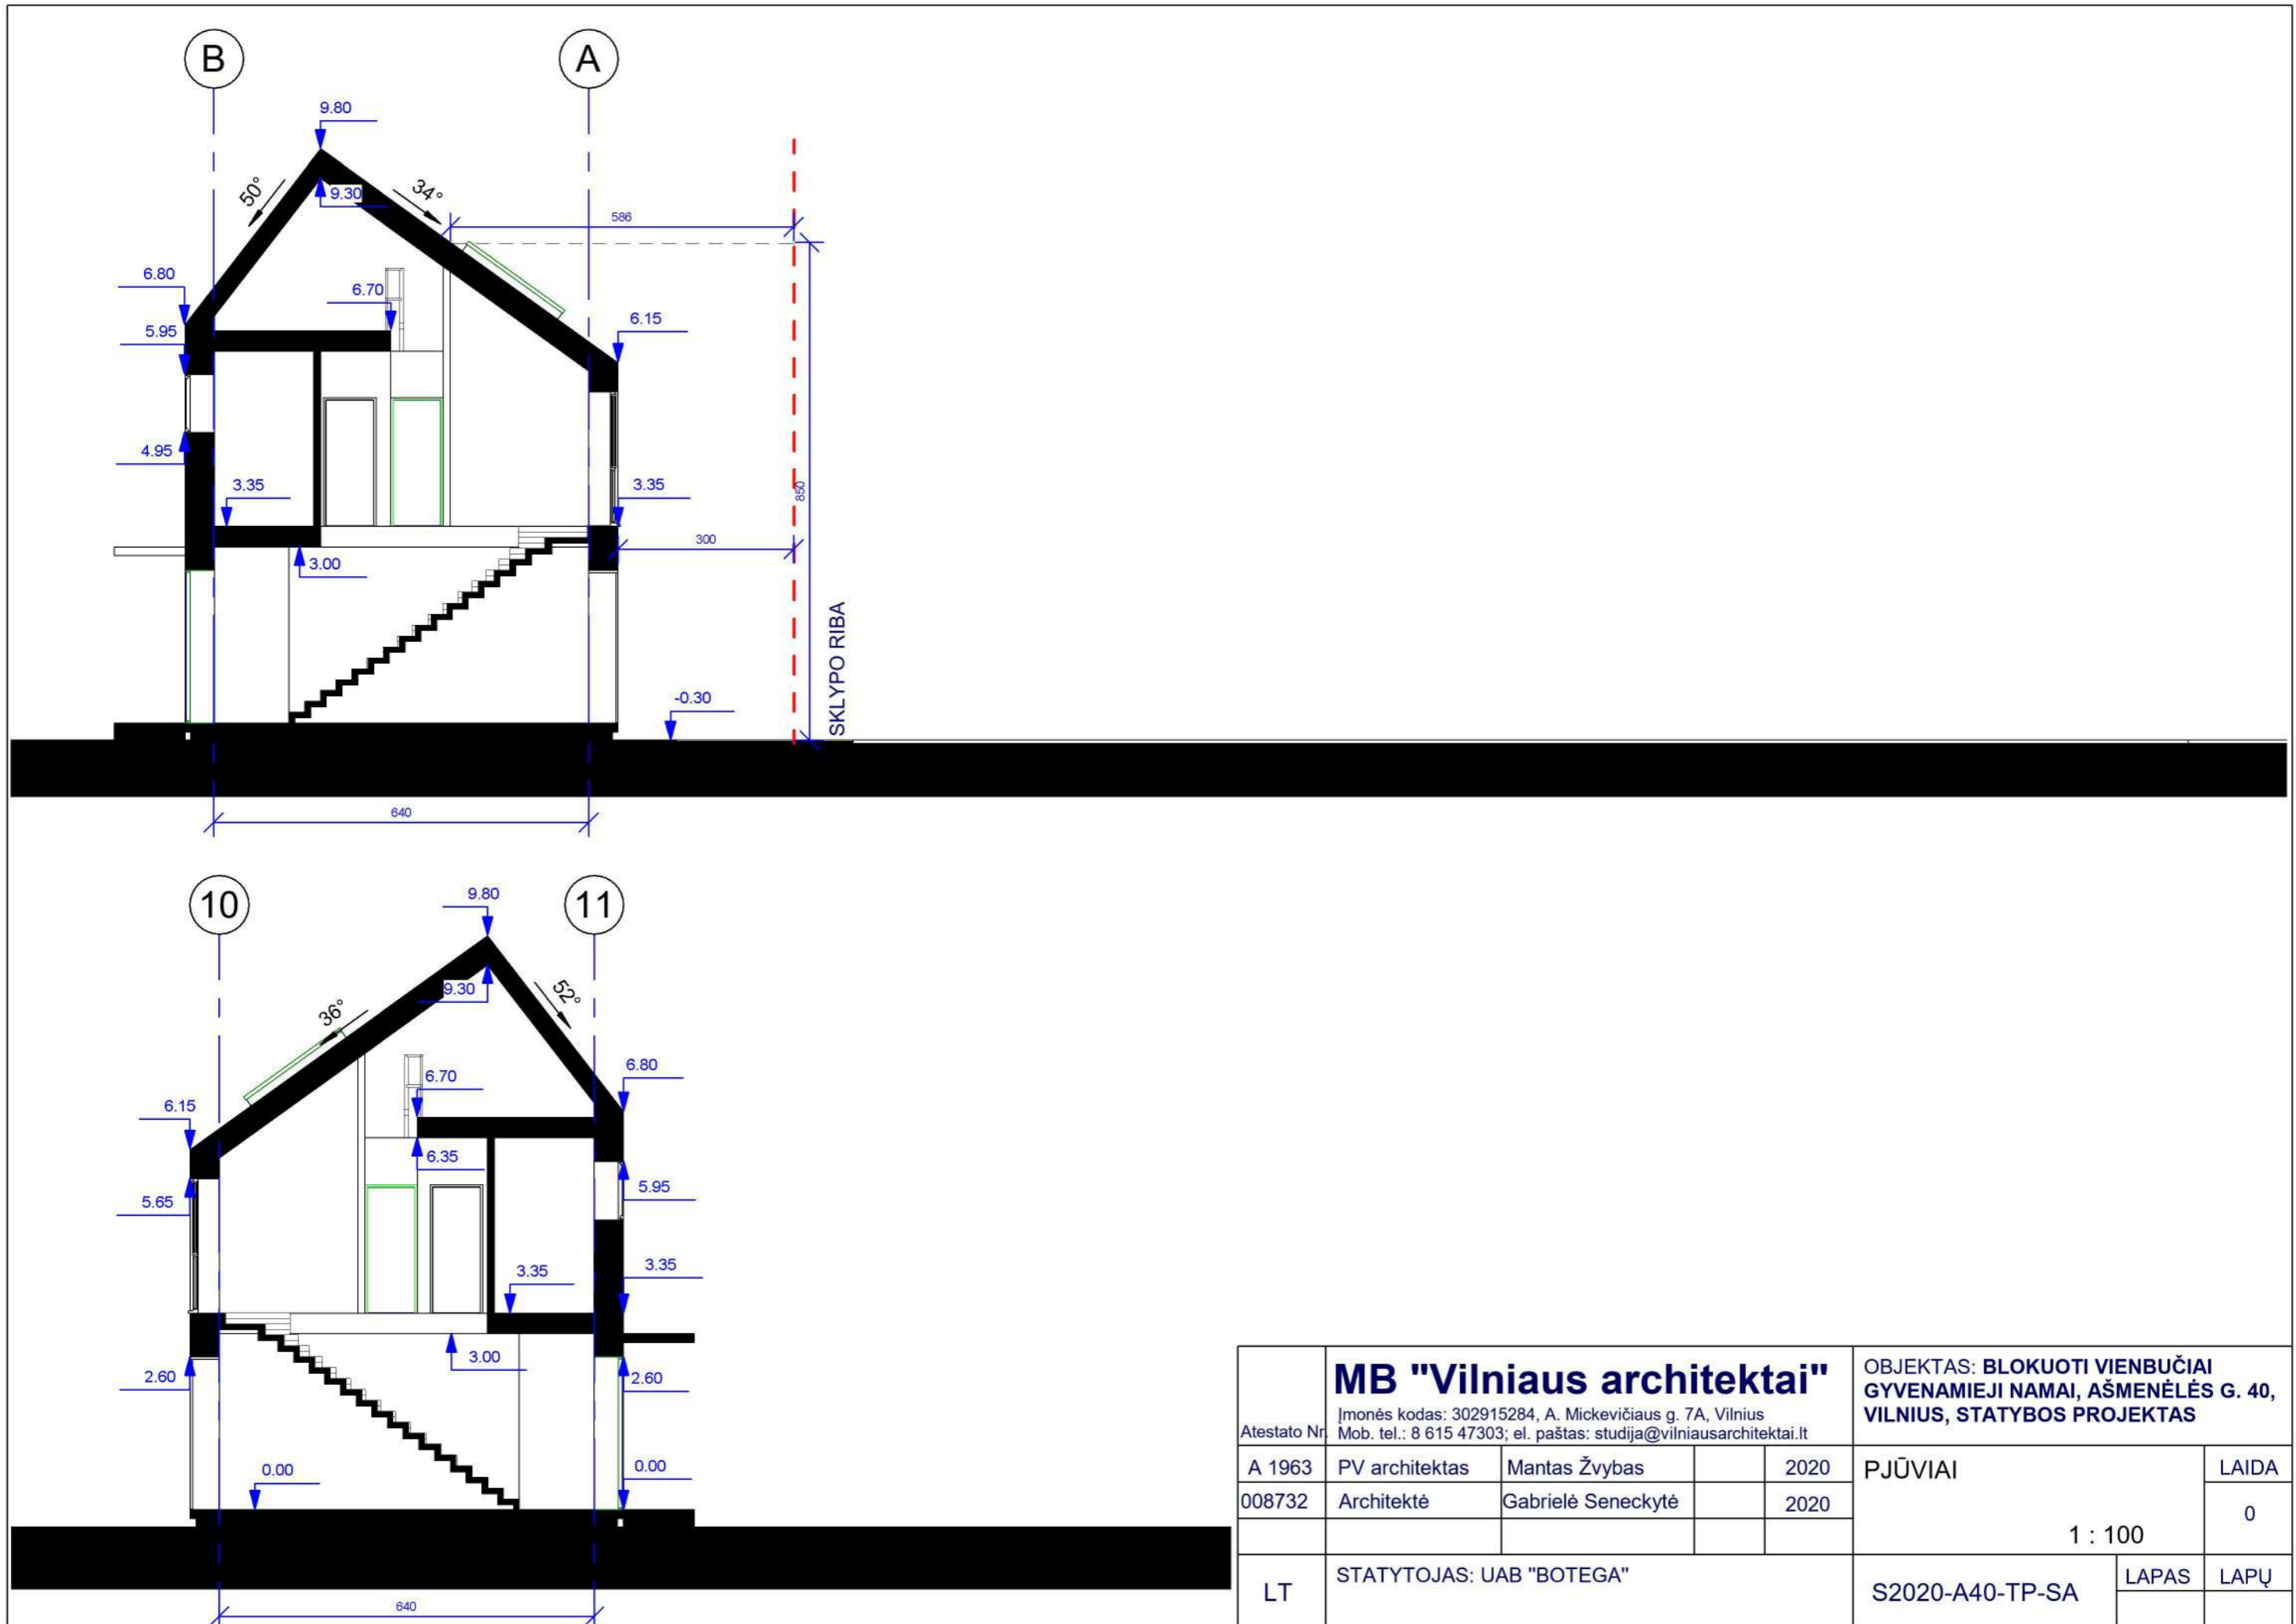 B
A
9.80
50°
9.30
34°
586
6.80
6.70
5.95
6.15
4.95
3.35
3.35
850
3.00
300
SKLYPO RIBA
-0.30
640
10
11
9.80
9.30
52°
36°
6.70
6.80
6.15
6.35
5.65
5.95
3.35
3.35
3.00
2.60
2.60
0.00
0.00
640
MB "Vilniaus architektai"
Įmonės kodas: 302915284, A. Mickevičiaus g. 7A, Vilnius
Atestato Nr. Mob. tel.: 8 615 47303; el. paštas: studija@vilniausarchitektai.lt
OBJEKTAS: BLOKUOTI VIENBUČIAI
GYVENAMIEJI NAMAI, AŠMENĖLĖS G. 40,
VILNIUS, STATYBOS PROJEKTAS
A 1963 PV architektas Mantas Žvybas 2020
008732 Architektė Gabrielė Seneckytė 2020
PJŪVIAI
1 : 100
LAIDA
0
LT
STATYTOJAS: UAB "BOTEGA"
S2020-A40-TP-SA
LAPAS
LAPŲ